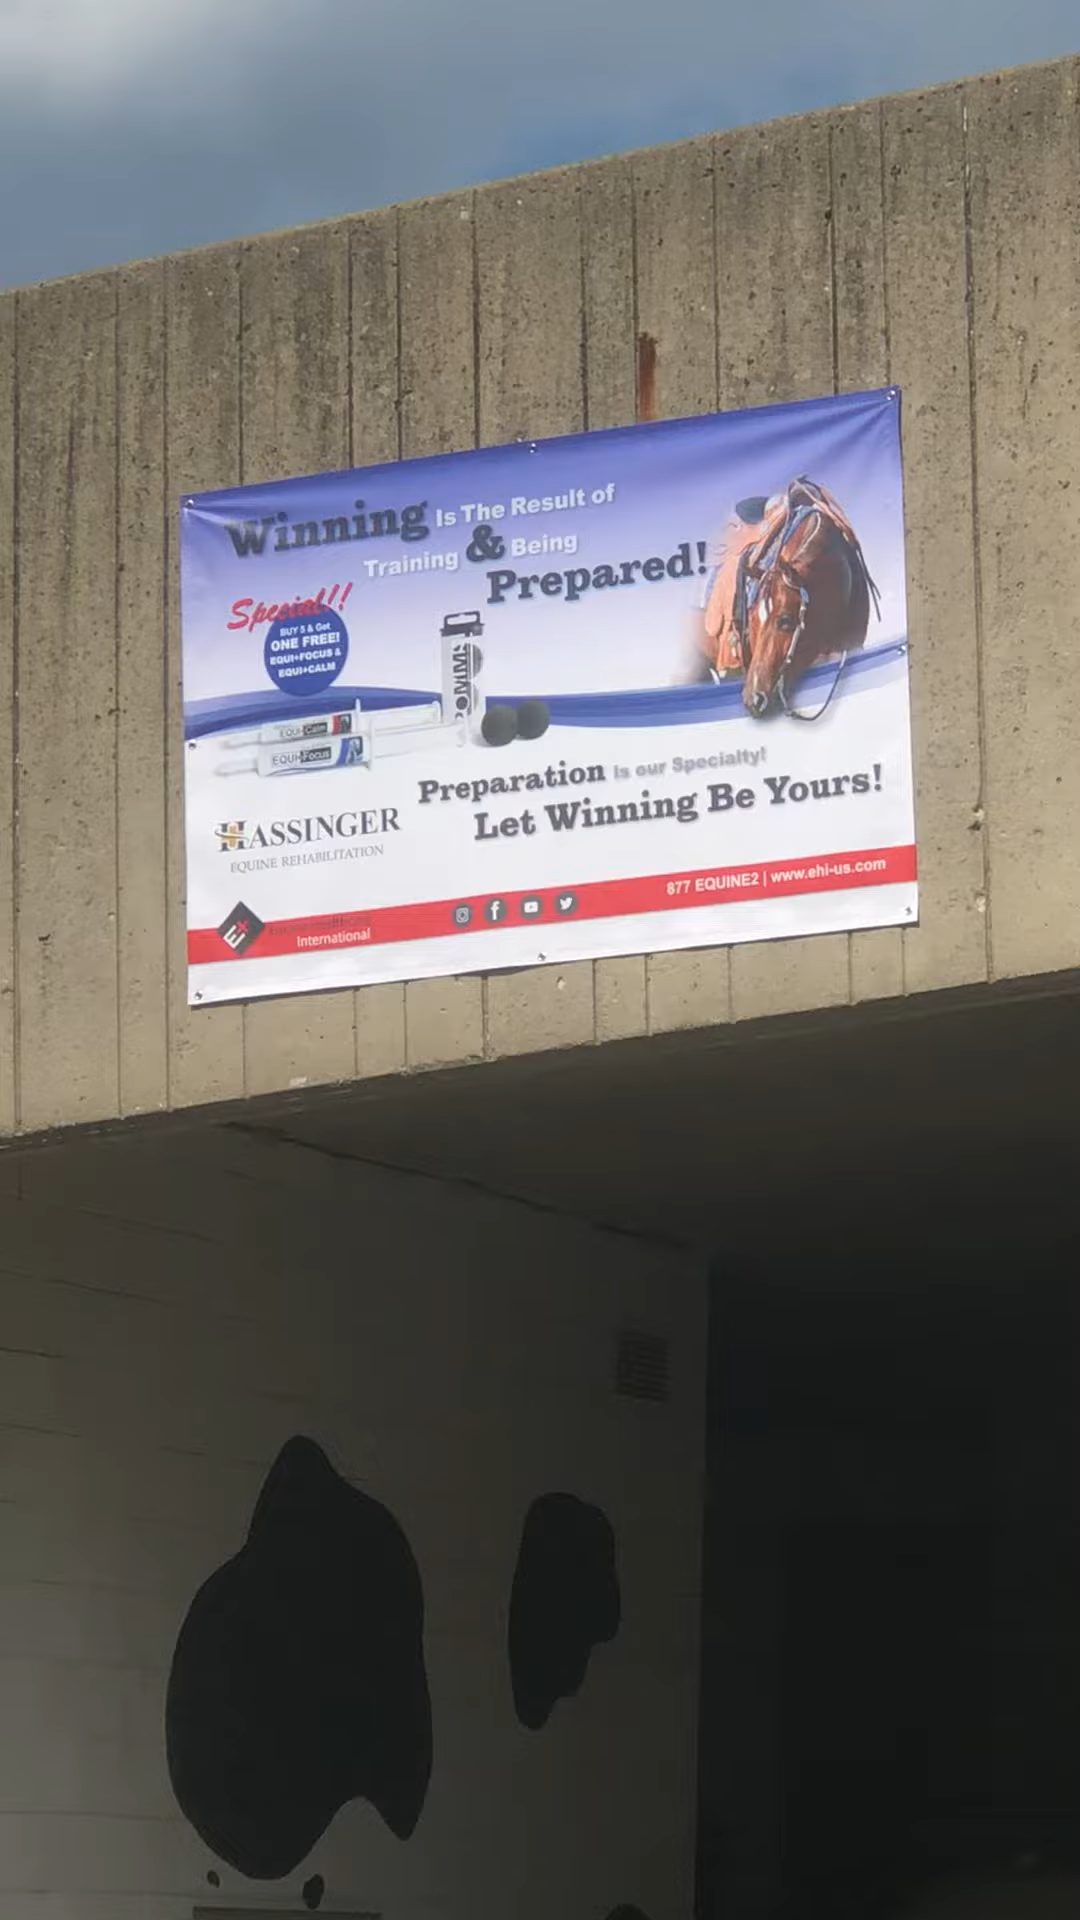 Winning Is The Result of
Training & Being
Prepared!
Special!!
BUY 5 & Get
ONE FREE!
EQUI+FOCUS &
EQUI+CALM
POMMS
EQUI+Calm
EQUI+Focus
Preparation is our Specialty!
Let Winning Be Yours!
HASSINGER
EQUINE REHABILITATION
877 EQUINE2 | www.ehi-us.com
International